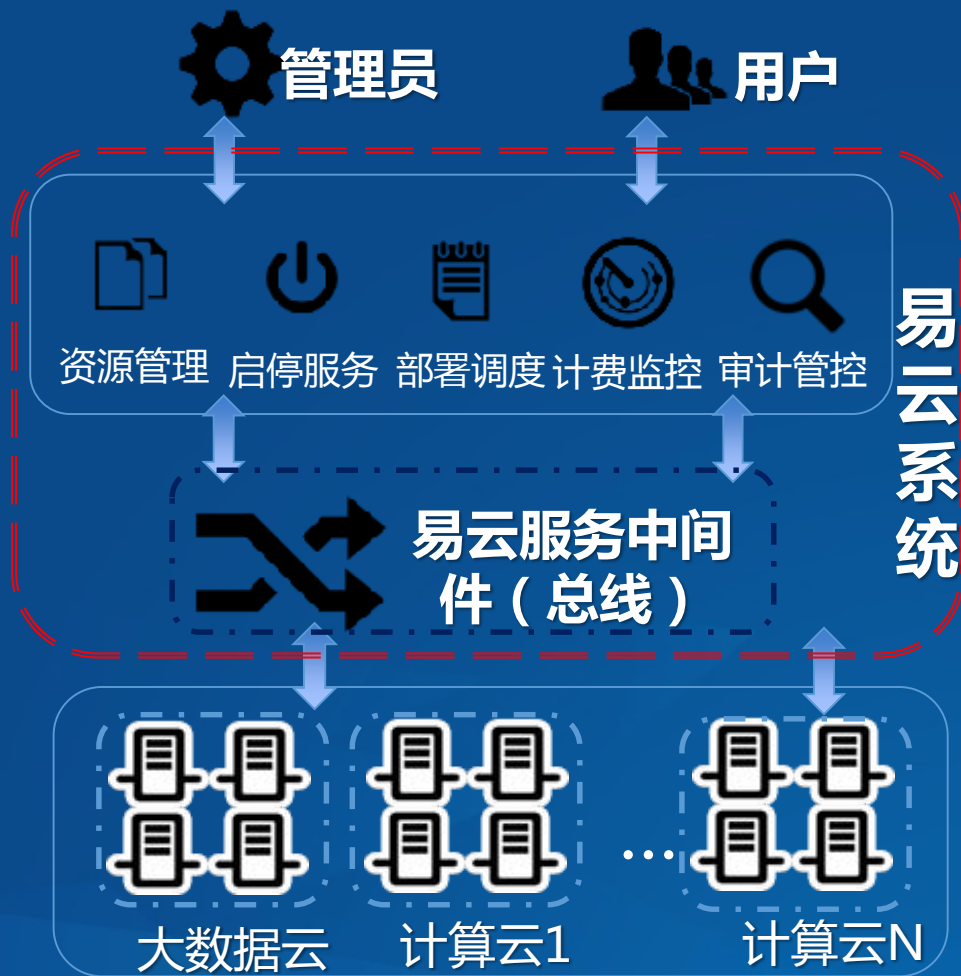 管理员
用户
资源管理
启停服务
部署调度
计费监控
审计管控
易云系统
易云服务中间
件（总线）
...
大数据云
计算云1
计算云N